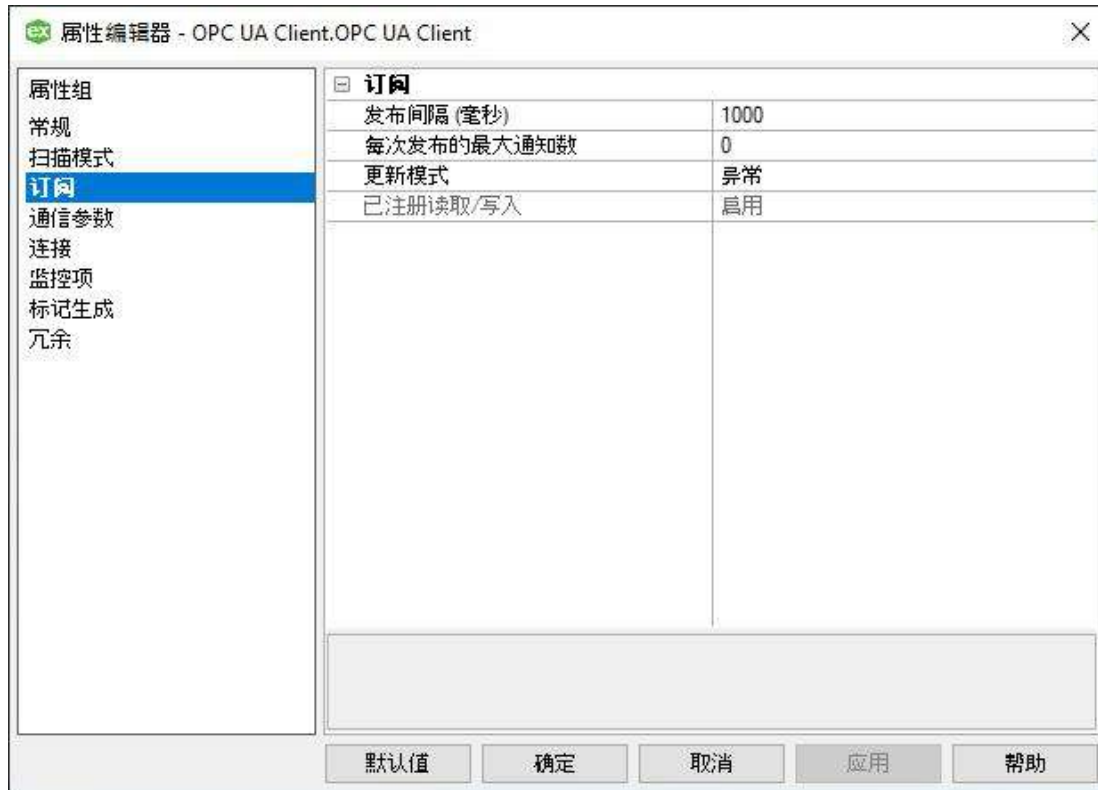 属性编辑器 - OPC UA Client.OPC UA Client
属性组
常规
扫描模式
订阅
通信参数
连接
监控项
标记生成
冗余
订阅
发布间隔 (毫秒) 1000
每次发布的最大通知数 0
更新模式 异常
已注册读取/写入 启用
默认值 确定 取消 应用 帮助